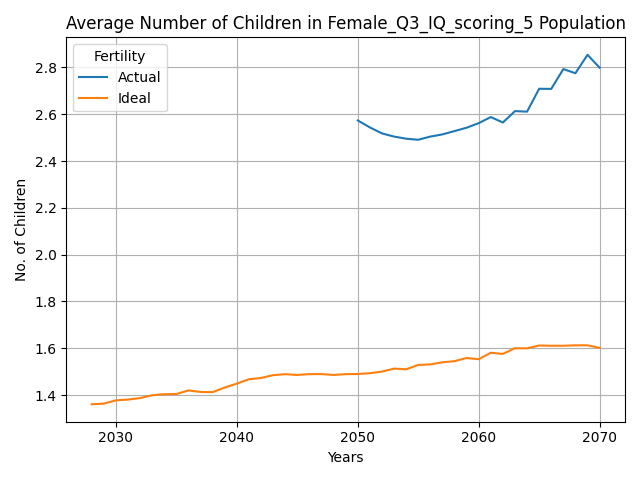 Average Number of Children in Female_Q3_IQ_scoring_5 Population
Fertility
Actual
Ideal
No. of Children
2.8
2.6
2.4
2.2
2.0
1.8
1.6
1.4
2030 2040 2050 2060 2070
Years